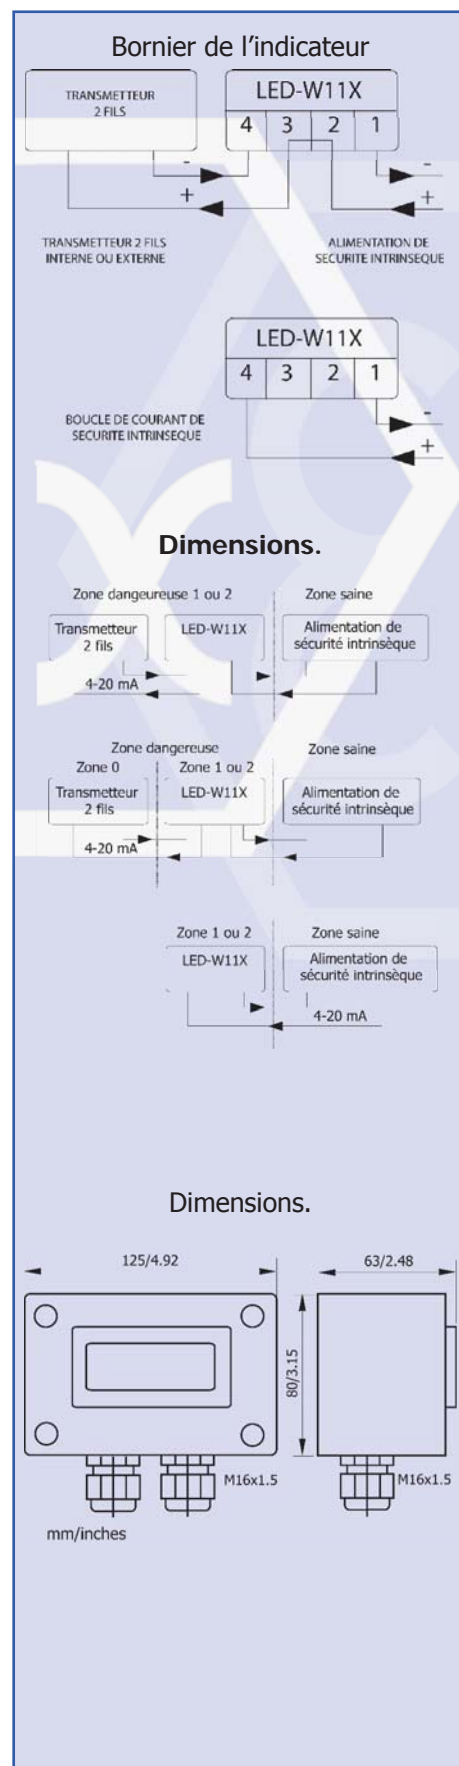 Bornier de l'indicateur
TRANSMETTEUR
2 FILS
LED-W11X
4 3 2 1
-
+
-
+
TRANSMETTEUR 2 FILS
INTERNE OU EXTERNE
ALIMENTATION DE
SECURITE INTRINSEQUE
LED-W11X
4 3 2 1
BOUCLE DE COURANT DE
SECURITE INTRINSEQUE
-
+
Dimensions.
Zone dangeureuse 1 ou 2
Zone saine
Transmetteur
2 fils
LED-W11X
Alimentation de
sécurité intrinsèque
4-20 mA
Zone dangereuse
Zone saine
Zone 0
Zone 1 ou 2
Transmetteur
2 fils
LED-W11X
Alimentation de
sécurité intrinsèque
4-20 mA
Zone 1 ou 2
Zone saine
LED-W11X
Alimentation de
sécurité intrinsèque
4-20 mA
Dimensions.
125/4.92
63/2.48
80/3.15
M16x1.5
M16x1.5
mm/inches